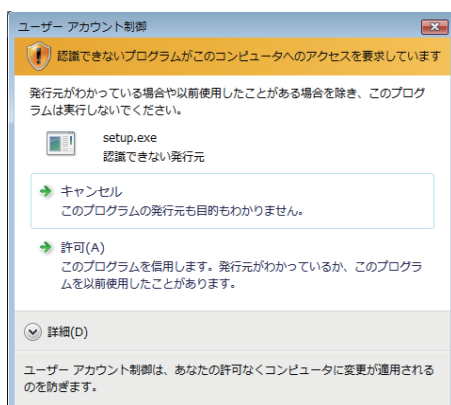 ユーザー アカウント制御
認識できないプログラムがこのコンピュータへのアクセスを要求しています
発行元がわかっている場合や以前使用したことがある場合を除き、このプログ
ラムは実行しないでください。
setup.exe
認識できない発行元
キャンセル
このプログラムの発行元も目的もわかりません。
許可(A)
このプログラムを信用します。発行元がわかっているか、このプログラ
ムを以前使用したことがあります。
詳細(D)
ユーザー アカウント制御は、あなたの許可なくコンピュータに変更が適用される
のを防ぎます。